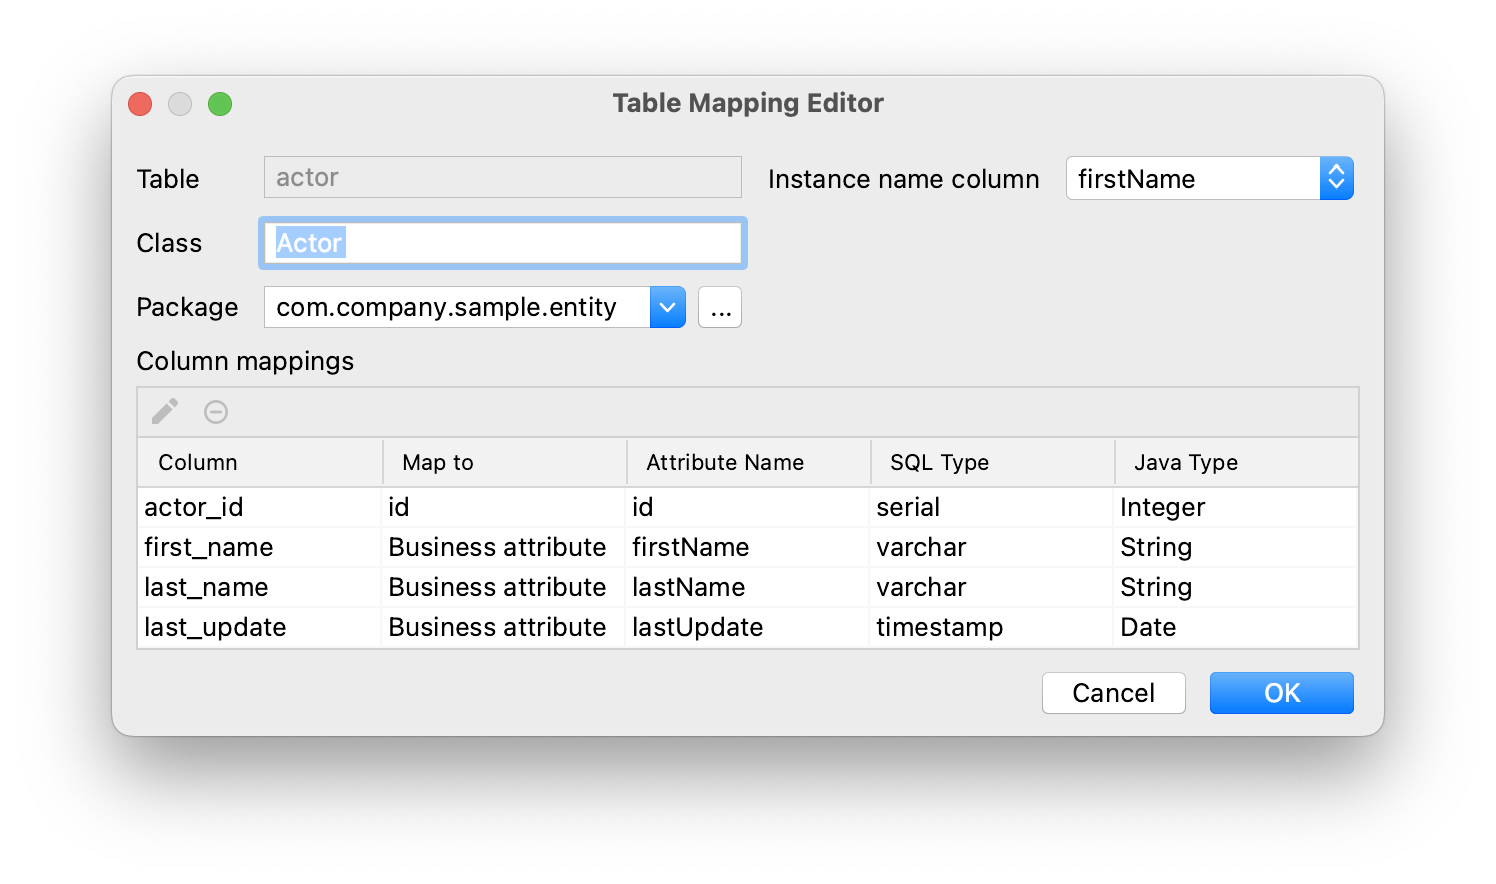 Table Mapping Editor
Table actor Instance name column firstName
Class Actor
Package com.company.sample.entity ...
Column mappings
Column Map to Attribute Name SQL Type Java Type
actor_id id id serial Integer
first_name Business attribute firstName varchar String
last_name Business attribute lastName varchar String
last_update Business attribute lastUpdate timestamp Date
Cancel OK